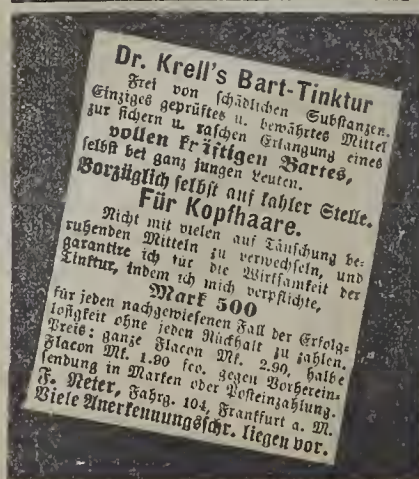 Dr. Krell's Bart-Tinktur
Frei von schädlichen Substanzen.
Einziges geprüftes u. bewährtes Mittel
zur sichern u. raschen Erlangung eines
vollen kräftigen Bartes,
selbst bei ganz jungen Leuten.
Vorzüglich selbst auf kahler Stelle.
Für Kopfhaare.
Nicht mit vielen auf Täuschung be-
ruhenden Mitteln zu verwechseln, und
garantire ich für die Wirksamkeit der
Tinktur, indem ich mich verpflichte,
Mark 500
für jeden nachgewiesenen Fall der Erfolg-
losigkeit ohne jeden Rückhalt zu zahlen.
Preis: ganze Flacon Mk. 2.90, halbe
Flacon Mk. 1.90 fco. gegen Vorherein-
sendung in Marken oder Posteinzahlung.
F. Neter, Fahrg. 104, Frankfurt a. M.
Viele Anerkennungsschr. liegen vor.